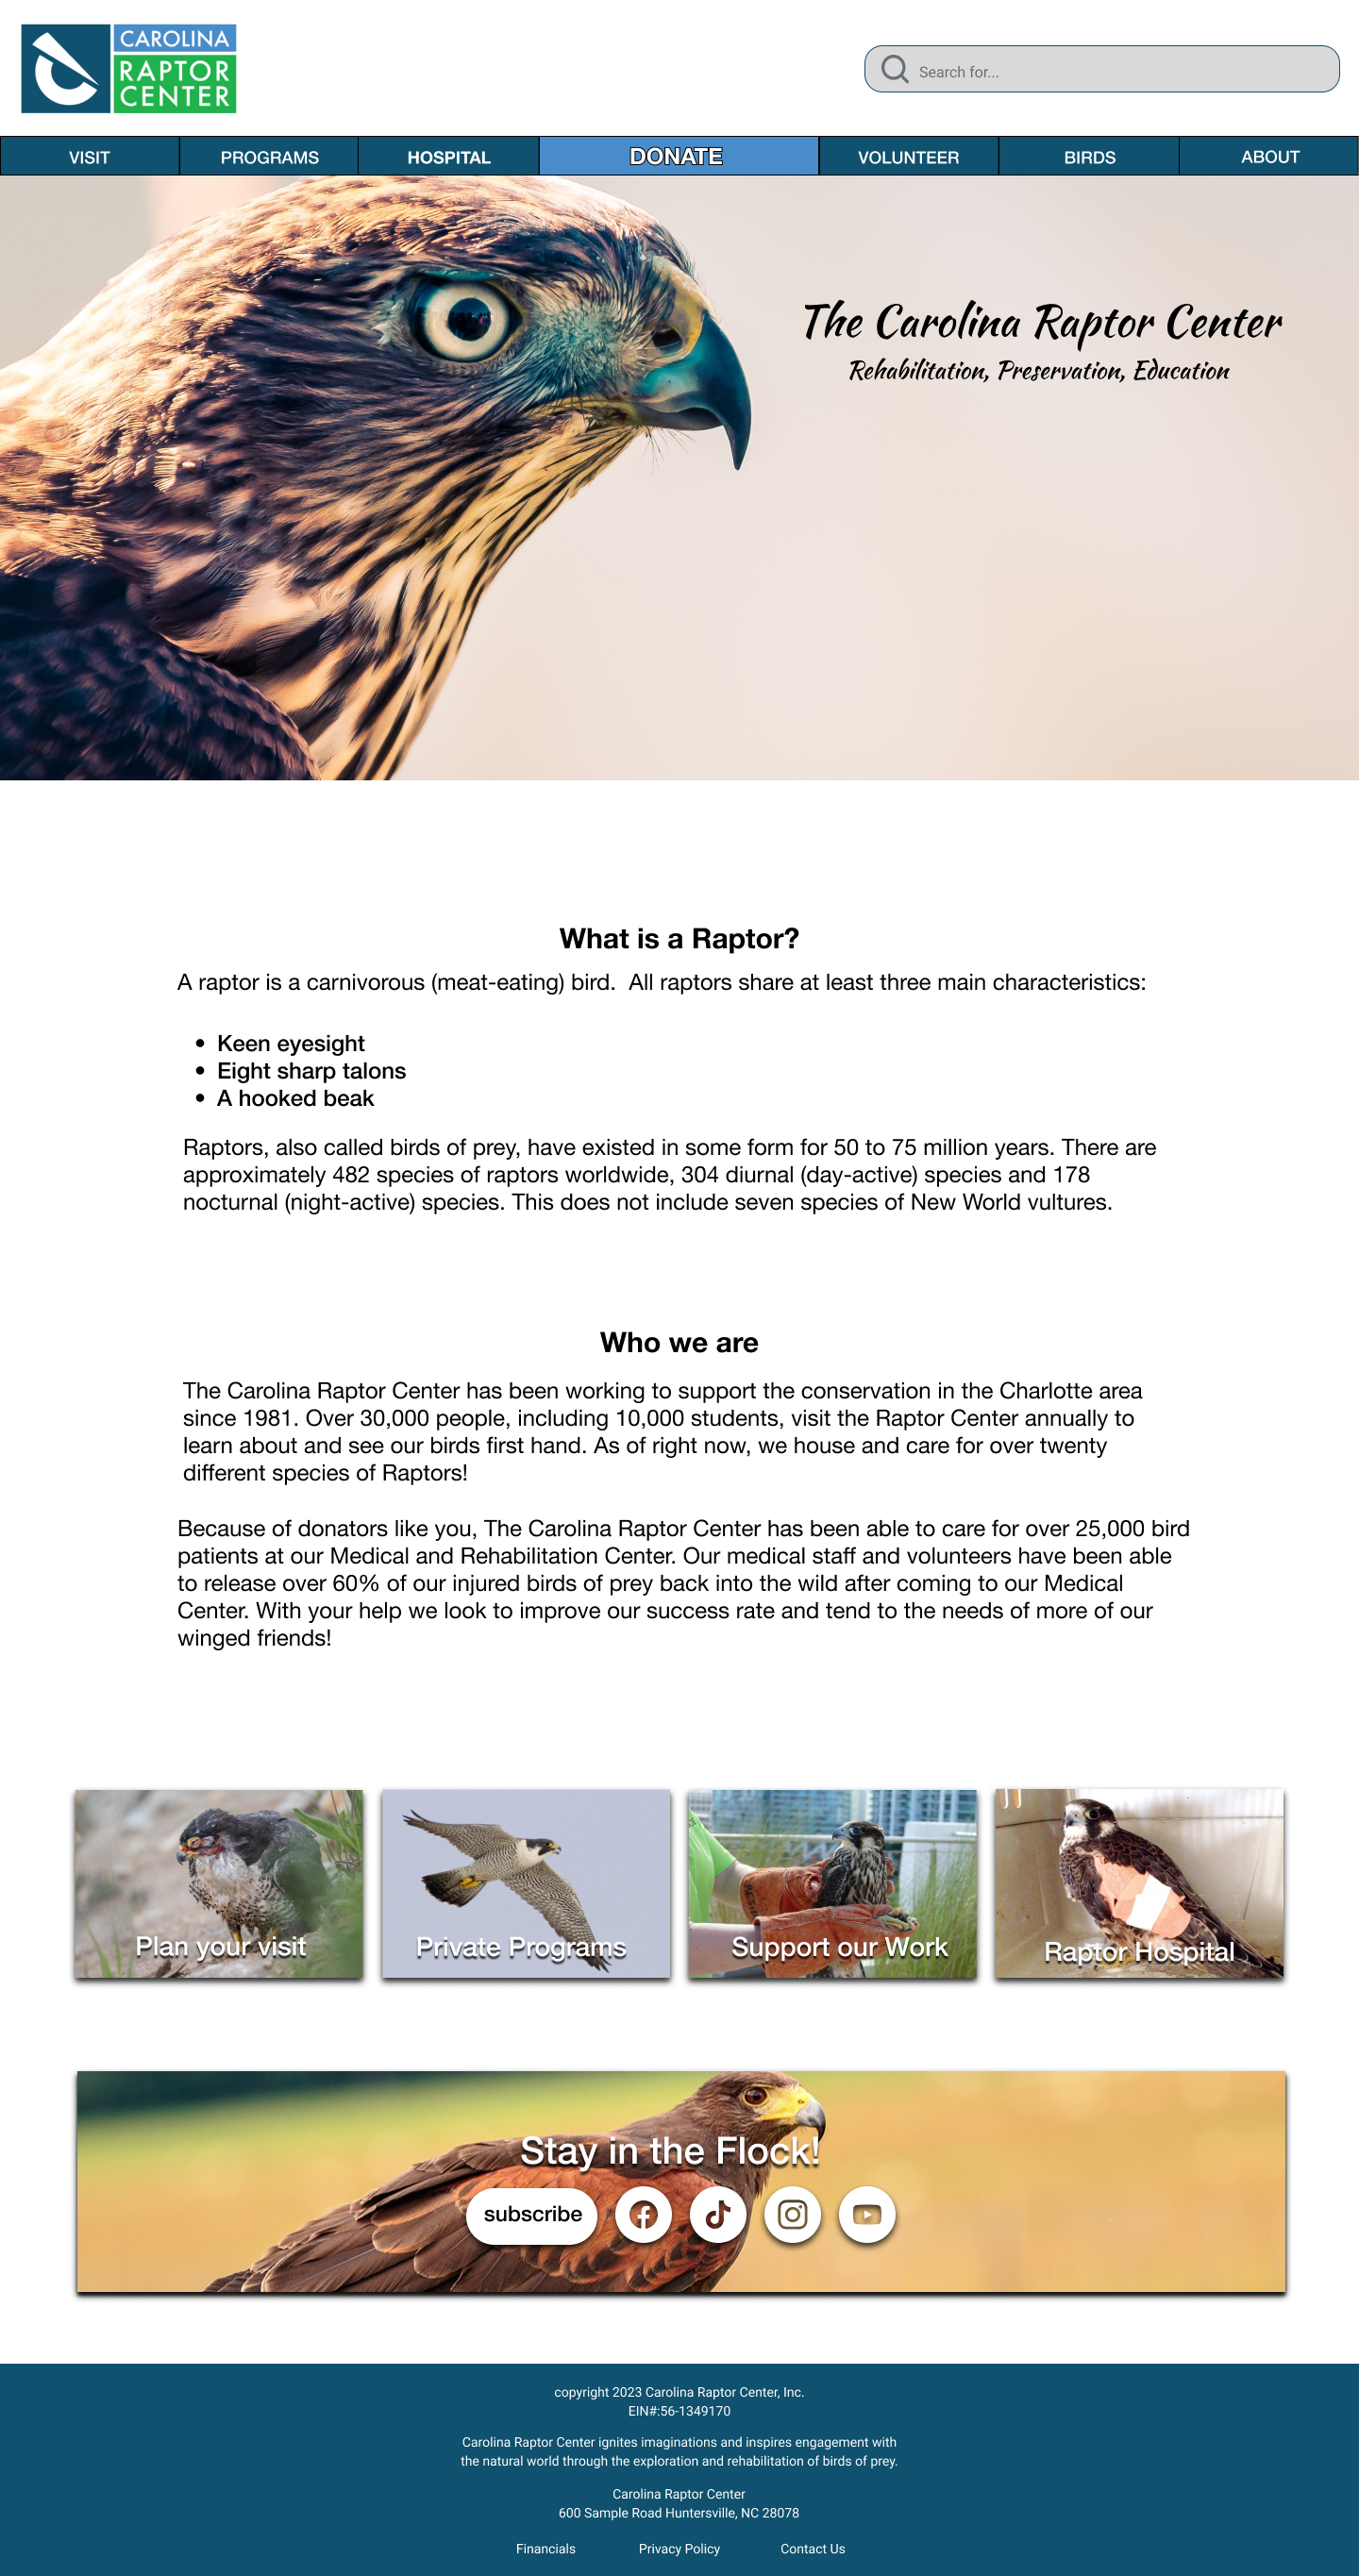 CAROLINA
RAPTOR
CENTER
Search for...
VISIT
PROGRAMS
HOSPITAL
DONATE
VOLUNTEER
BIRDS
ABOUT
The Carolina Raptor Center
Rehabilitation, Preservation, Education
What is a Raptor?
A raptor is a carnivorous (meat-eating) bird.  All raptors share at least three main characteristics:
• Keen eyesight
• Eight sharp talons
• A hooked beak
Raptors, also called birds of prey, have existed in some form for 50 to 75 million years. There are
approximately 482 species of raptors worldwide, 304 diurnal (day-active) species and 178
nocturnal (night-active) species. This does not include seven species of New World vultures.
Who we are
The Carolina Raptor Center has been working to support the conservation in the Charlotte area
since 1981. Over 30,000 people, including 10,000 students, visit the Raptor Center annually to
learn about and see our birds first hand. As of right now, we house and care for over twenty
different species of Raptors!
Because of donators like you, The Carolina Raptor Center has been able to care for over 25,000 bird
patients at our Medical and Rehabilitation Center. Our medical staff and volunteers have been able
to release over 60% of our injured birds of prey back into the wild after coming to our Medical
Center. With your help we look to improve our success rate and tend to the needs of more of our
winged friends!
Plan your visit
Private Programs
Support our Work
Raptor Hospital
Stay in the Flock!
subscribe
copyright 2023 Carolina Raptor Center, Inc.
EIN#:56-1349170
Carolina Raptor Center ignites imaginations and inspires engagement with
the natural world through the exploration and rehabilitation of birds of prey.
Carolina Raptor Center
600 Sample Road Huntersville, NC 28078
Financials
Privacy Policy
Contact Us